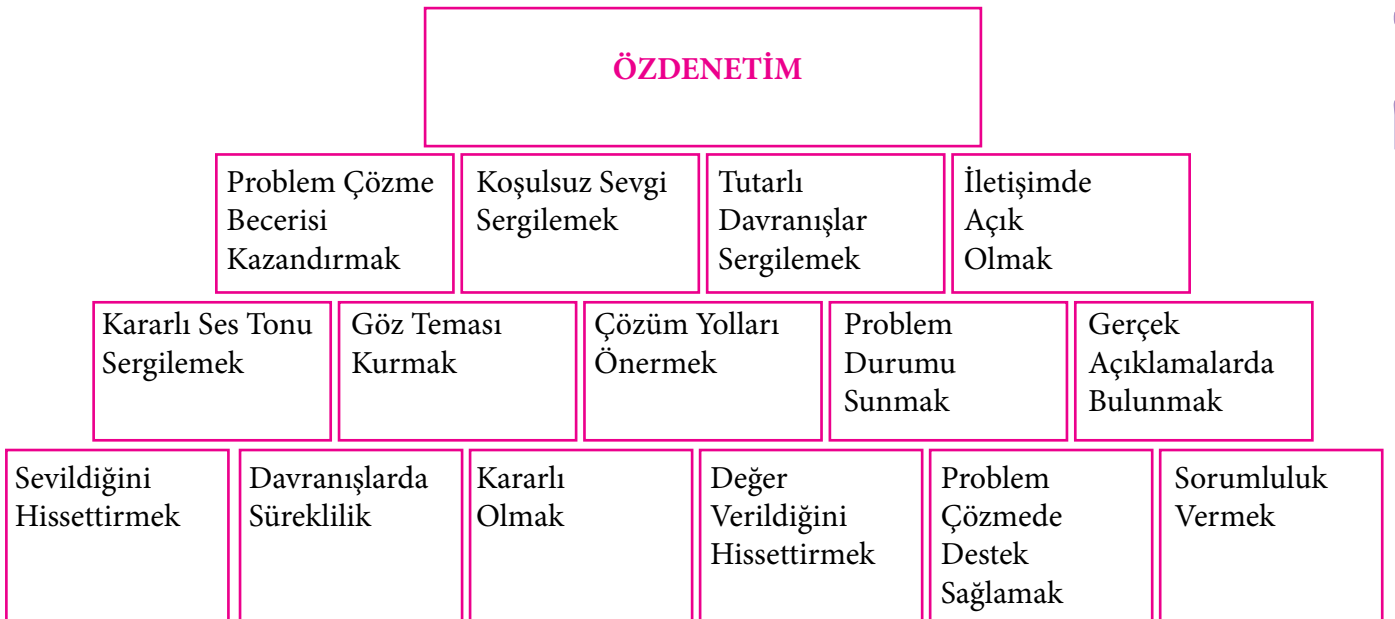 ÖZDENETİM
Problem Çözme
Becerisi
Kazandırmak
Koşulsuz Sevgi
Sergilemek
Tutarlı
Davranışlar
Sergilemek
İletişimde
Açık
Olmak
Kararlı Ses Tonu
Sergilemek
Göz Teması
Kurmak
Çözüm Yolları
Önermek
Problem
Durumu
Sunmak
Gerçek
Açıklamalarda
Bulunmak
Sevildiğini
Hissettirmek
Davranışlarda
Süreklilik
Kararlı
Olmak
Değer
Verildiğini
Hissettirmek
Problem
Çözmede
Destek
Sağlamak
Sorumluluk
Vermek